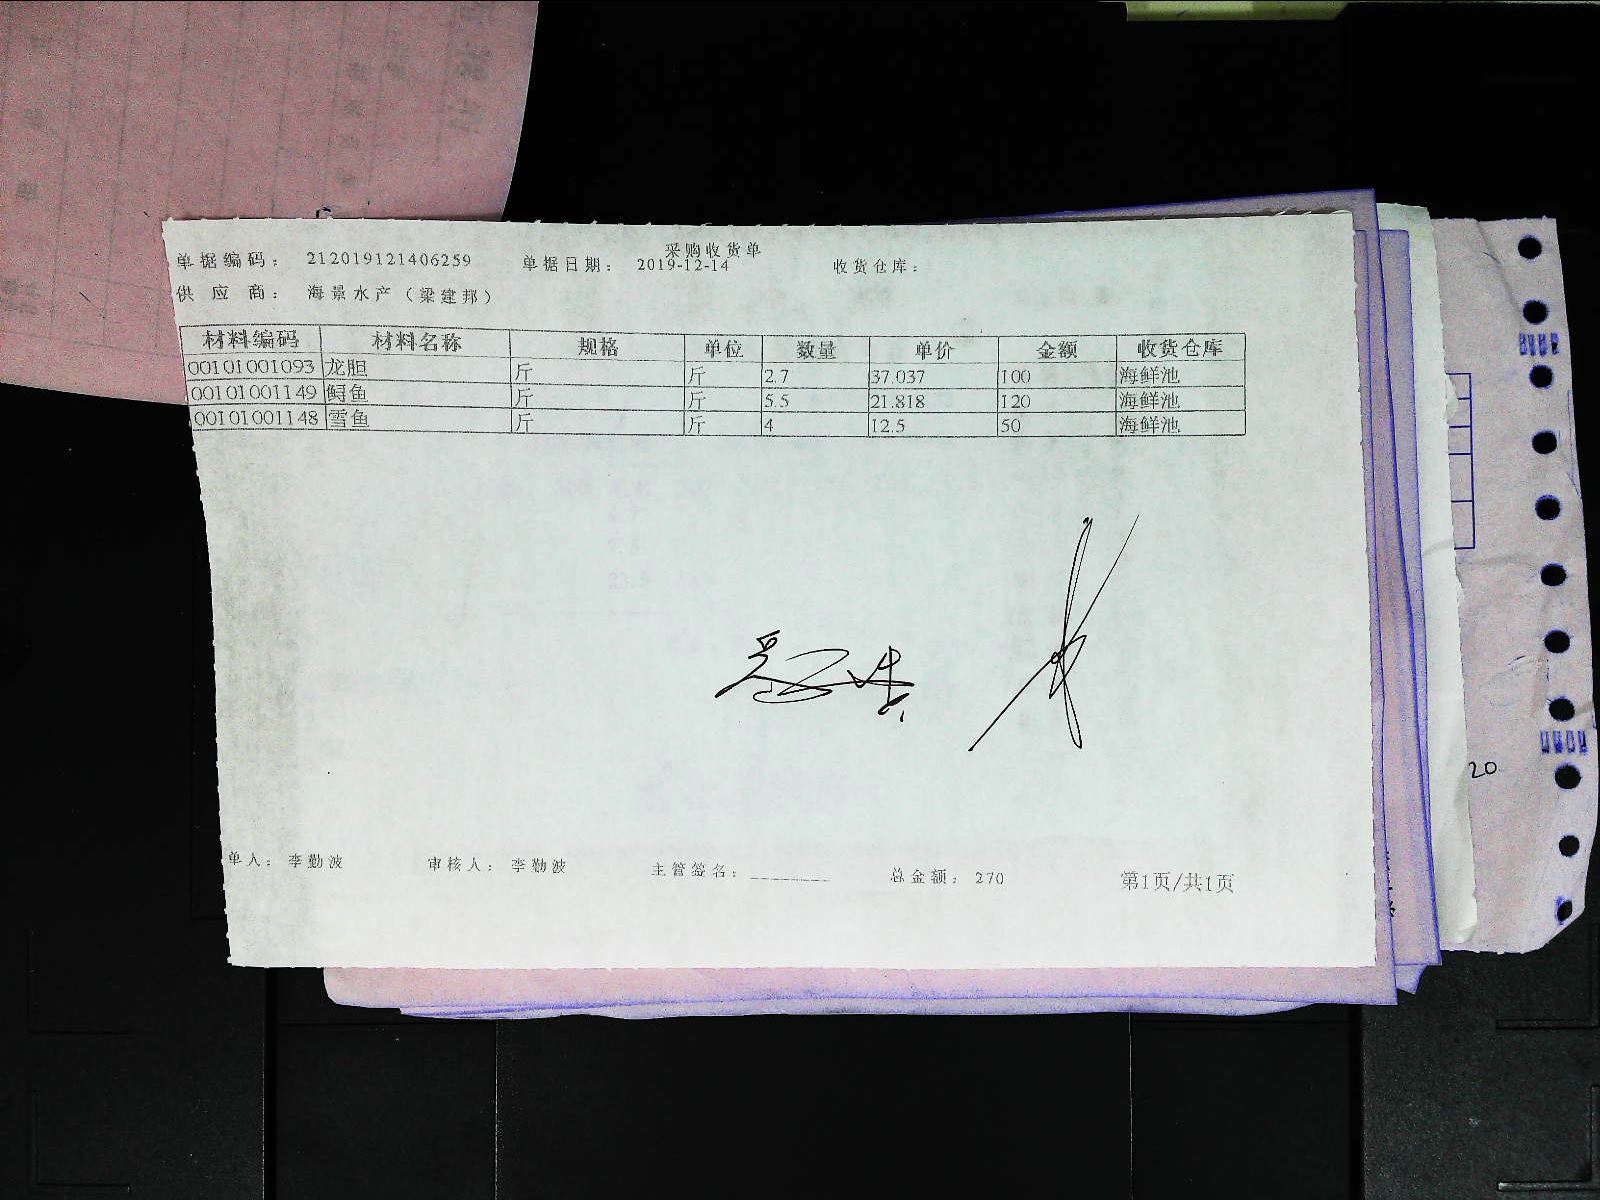 采购收货单
单据编码： 212019121406259 单据日期： 2019-12-14 收货仓库：
供 应 商： 海景水产（梁建邦）
材料编码 材料名称 规格 单位 数量 单价 金额 收货仓库
00101001093 龙胆 斤 斤 2.7 37.037 100 海鲜池
00101001149 鲟鱼 斤 斤 5.5 21.818 120 海鲜池
00101001148 雪鱼 斤 斤 4 12.5 50 海鲜池
20
单人： 李勤波 审核人： 李勤波 主管签名：________ 总金额： 270 第1页/共1页